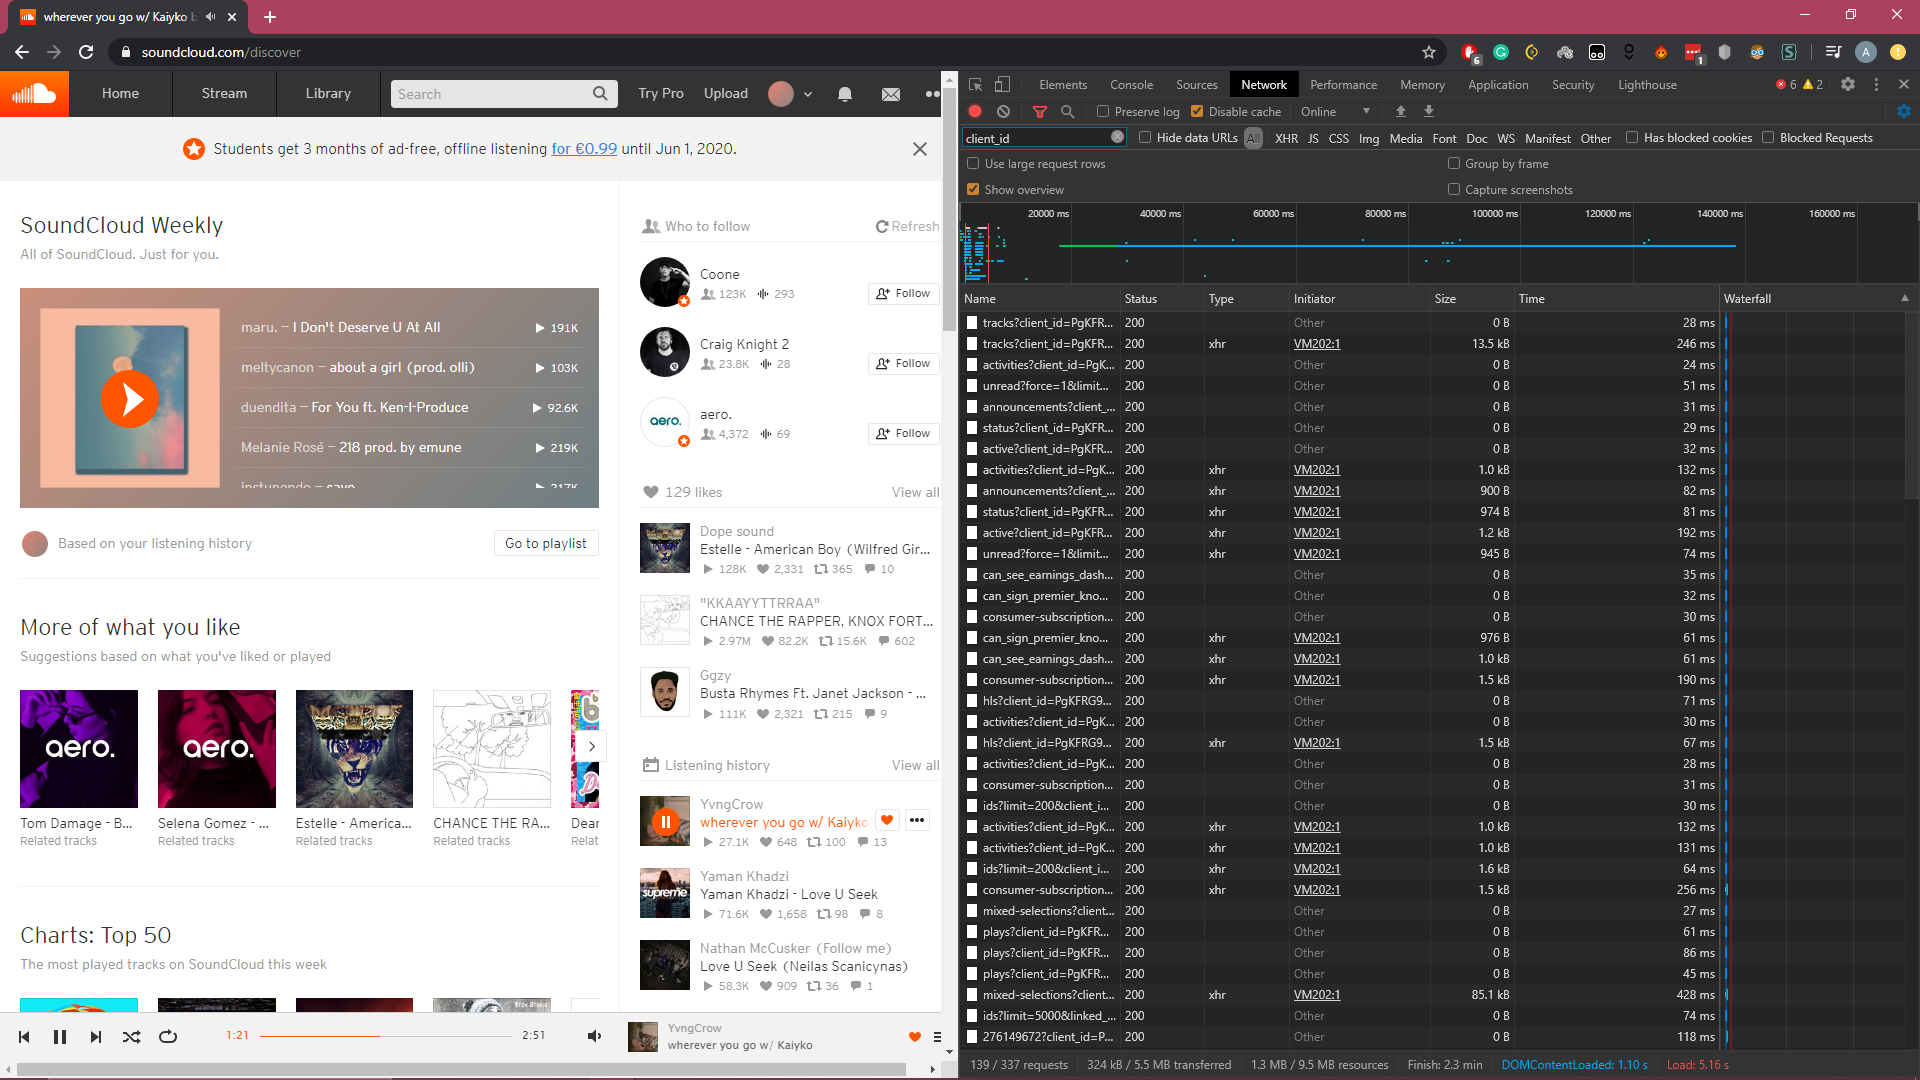 wherever you go w/ Kaiyko b
soundcloud.com/discover
6
1
A
Home
Stream
Library
Search
Try Pro
Upload
Students get 3 months of ad-free, offline listening for €0.99 until Jun 1, 2020.
SoundCloud Weekly
All of SoundCloud. Just for you.
maru. – I Don't Deserve U At All
191K
meltycanon – about a girl (prod. olli)
103K
duendita – For You ft. Ken-I-Produce
92.6K
Melanie Rosé – 218 prod. by emune
219K
instupendo – save
217K
Based on your listening history
Go to playlist
More of what you like
Suggestions based on what you've liked or played
aero.
aero.
Tom Damage - B...
Related tracks
Selena Gomez - ...
Related tracks
Estelle - America...
Related tracks
CHANCE THE RA...
Related tracks
Dear
Relat
Charts: Top 50
The most played tracks on SoundCloud this week
Who to follow
Refresh
Coone
123K 293
Follow
Craig Knight 2
23.8K 28
Follow
aero.
aero.
4,372 69
Follow
129 likes
View all
Dope sound
Estelle - American Boy (Wilfred Gir...
128K 2,331 365 10
"KKAAYYTTRRAA"
CHANCE THE RAPPER, KNOX FORT...
2.97M 82.2K 15.6K 602
Ggzy
Busta Rhymes Ft. Janet Jackson - ...
111K 2,321 215 9
Listening history
View all
YvngCrow
wherever you go w/ Kaiyko
27.1K 648 100 13
supreme
Yaman Khadzi
Yaman Khadzi - Love U Seek
71.6K 1,658 98 8
Nathan McCusker (Follow me)
Love U Seek (Neilas Scanicynas)
58.3K 909 36 1
1:21
2:51
YvngCrow
wherever you go w/ Kaiyko
Elements Console Sources Network Performance Memory Application Security Lighthouse 6 2
Preserve log Disable cache Online
client_id Hide data URLs All XHR JS CSS Img Media Font Doc WS Manifest Other Has blocked cookies Blocked Requests
Use large request rows Group by frame
Show overview Capture screenshots
20000 ms 40000 ms 60000 ms 80000 ms 100000 ms 120000 ms 140000 ms 160000 ms
Name Status Type Initiator Size Time Waterfall
tracks?client_id=PgKFR... 200 Other 0 B 28 ms
tracks?client_id=PgKFR... 200 xhr VM202:1 13.5 kB 246 ms
activities?client_id=PgK... 200 Other 0 B 24 ms
unread?force=1&limit... 200 Other 0 B 51 ms
announcements?client_... 200 Other 0 B 31 ms
status?client_id=PgKFR... 200 Other 0 B 29 ms
active?client_id=PgKFR... 200 Other 0 B 32 ms
activities?client_id=PgK... 200 xhr VM202:1 1.0 kB 132 ms
announcements?client_... 200 xhr VM202:1 900 B 82 ms
status?client_id=PgKFR... 200 xhr VM202:1 974 B 81 ms
active?client_id=PgKFR... 200 xhr VM202:1 1.2 kB 192 ms
unread?force=1&limit... 200 xhr VM202:1 945 B 74 ms
can_see_earnings_dash... 200 Other 0 B 35 ms
can_sign_premier_kno... 200 Other 0 B 32 ms
consumer-subscription... 200 Other 0 B 30 ms
can_sign_premier_kno... 200 xhr VM202:1 976 B 61 ms
can_see_earnings_dash... 200 xhr VM202:1 1.0 kB 61 ms
consumer-subscription... 200 xhr VM202:1 1.5 kB 190 ms
hls?client_id=PgKFRG9... 200 Other 0 B 71 ms
activities?client_id=PgK... 200 Other 0 B 30 ms
hls?client_id=PgKFRG9... 200 xhr VM202:1 1.5 kB 67 ms
activities?client_id=PgK... 200 Other 0 B 28 ms
consumer-subscription... 200 Other 0 B 31 ms
ids?limit=200&client_i... 200 Other 0 B 30 ms
activities?client_id=PgK... 200 xhr VM202:1 1.0 kB 132 ms
activities?client_id=PgK... 200 xhr VM202:1 1.0 kB 131 ms
ids?limit=200&client_i... 200 xhr VM202:1 1.6 kB 64 ms
consumer-subscription... 200 xhr VM202:1 1.5 kB 256 ms
mixed-selections?client... 200 Other 0 B 27 ms
plays?client_id=PgKFR... 200 Other 0 B 61 ms
plays?client_id=PgKFR... 200 Other 0 B 86 ms
plays?client_id=PgKFR... 200 Other 0 B 45 ms
mixed-selections?client... 200 xhr VM202:1 85.1 kB 428 ms
ids?limit=5000&linked_... 200 Other 0 B 74 ms
276149672?client_id=P... 200 Other 0 B 118 ms
139 / 337 requests 324 kB / 5.5 MB transferred 1.3 MB / 9.5 MB resources Finish: 2.3 min DOMContentLoaded: 1.10 s Load: 5.16 s